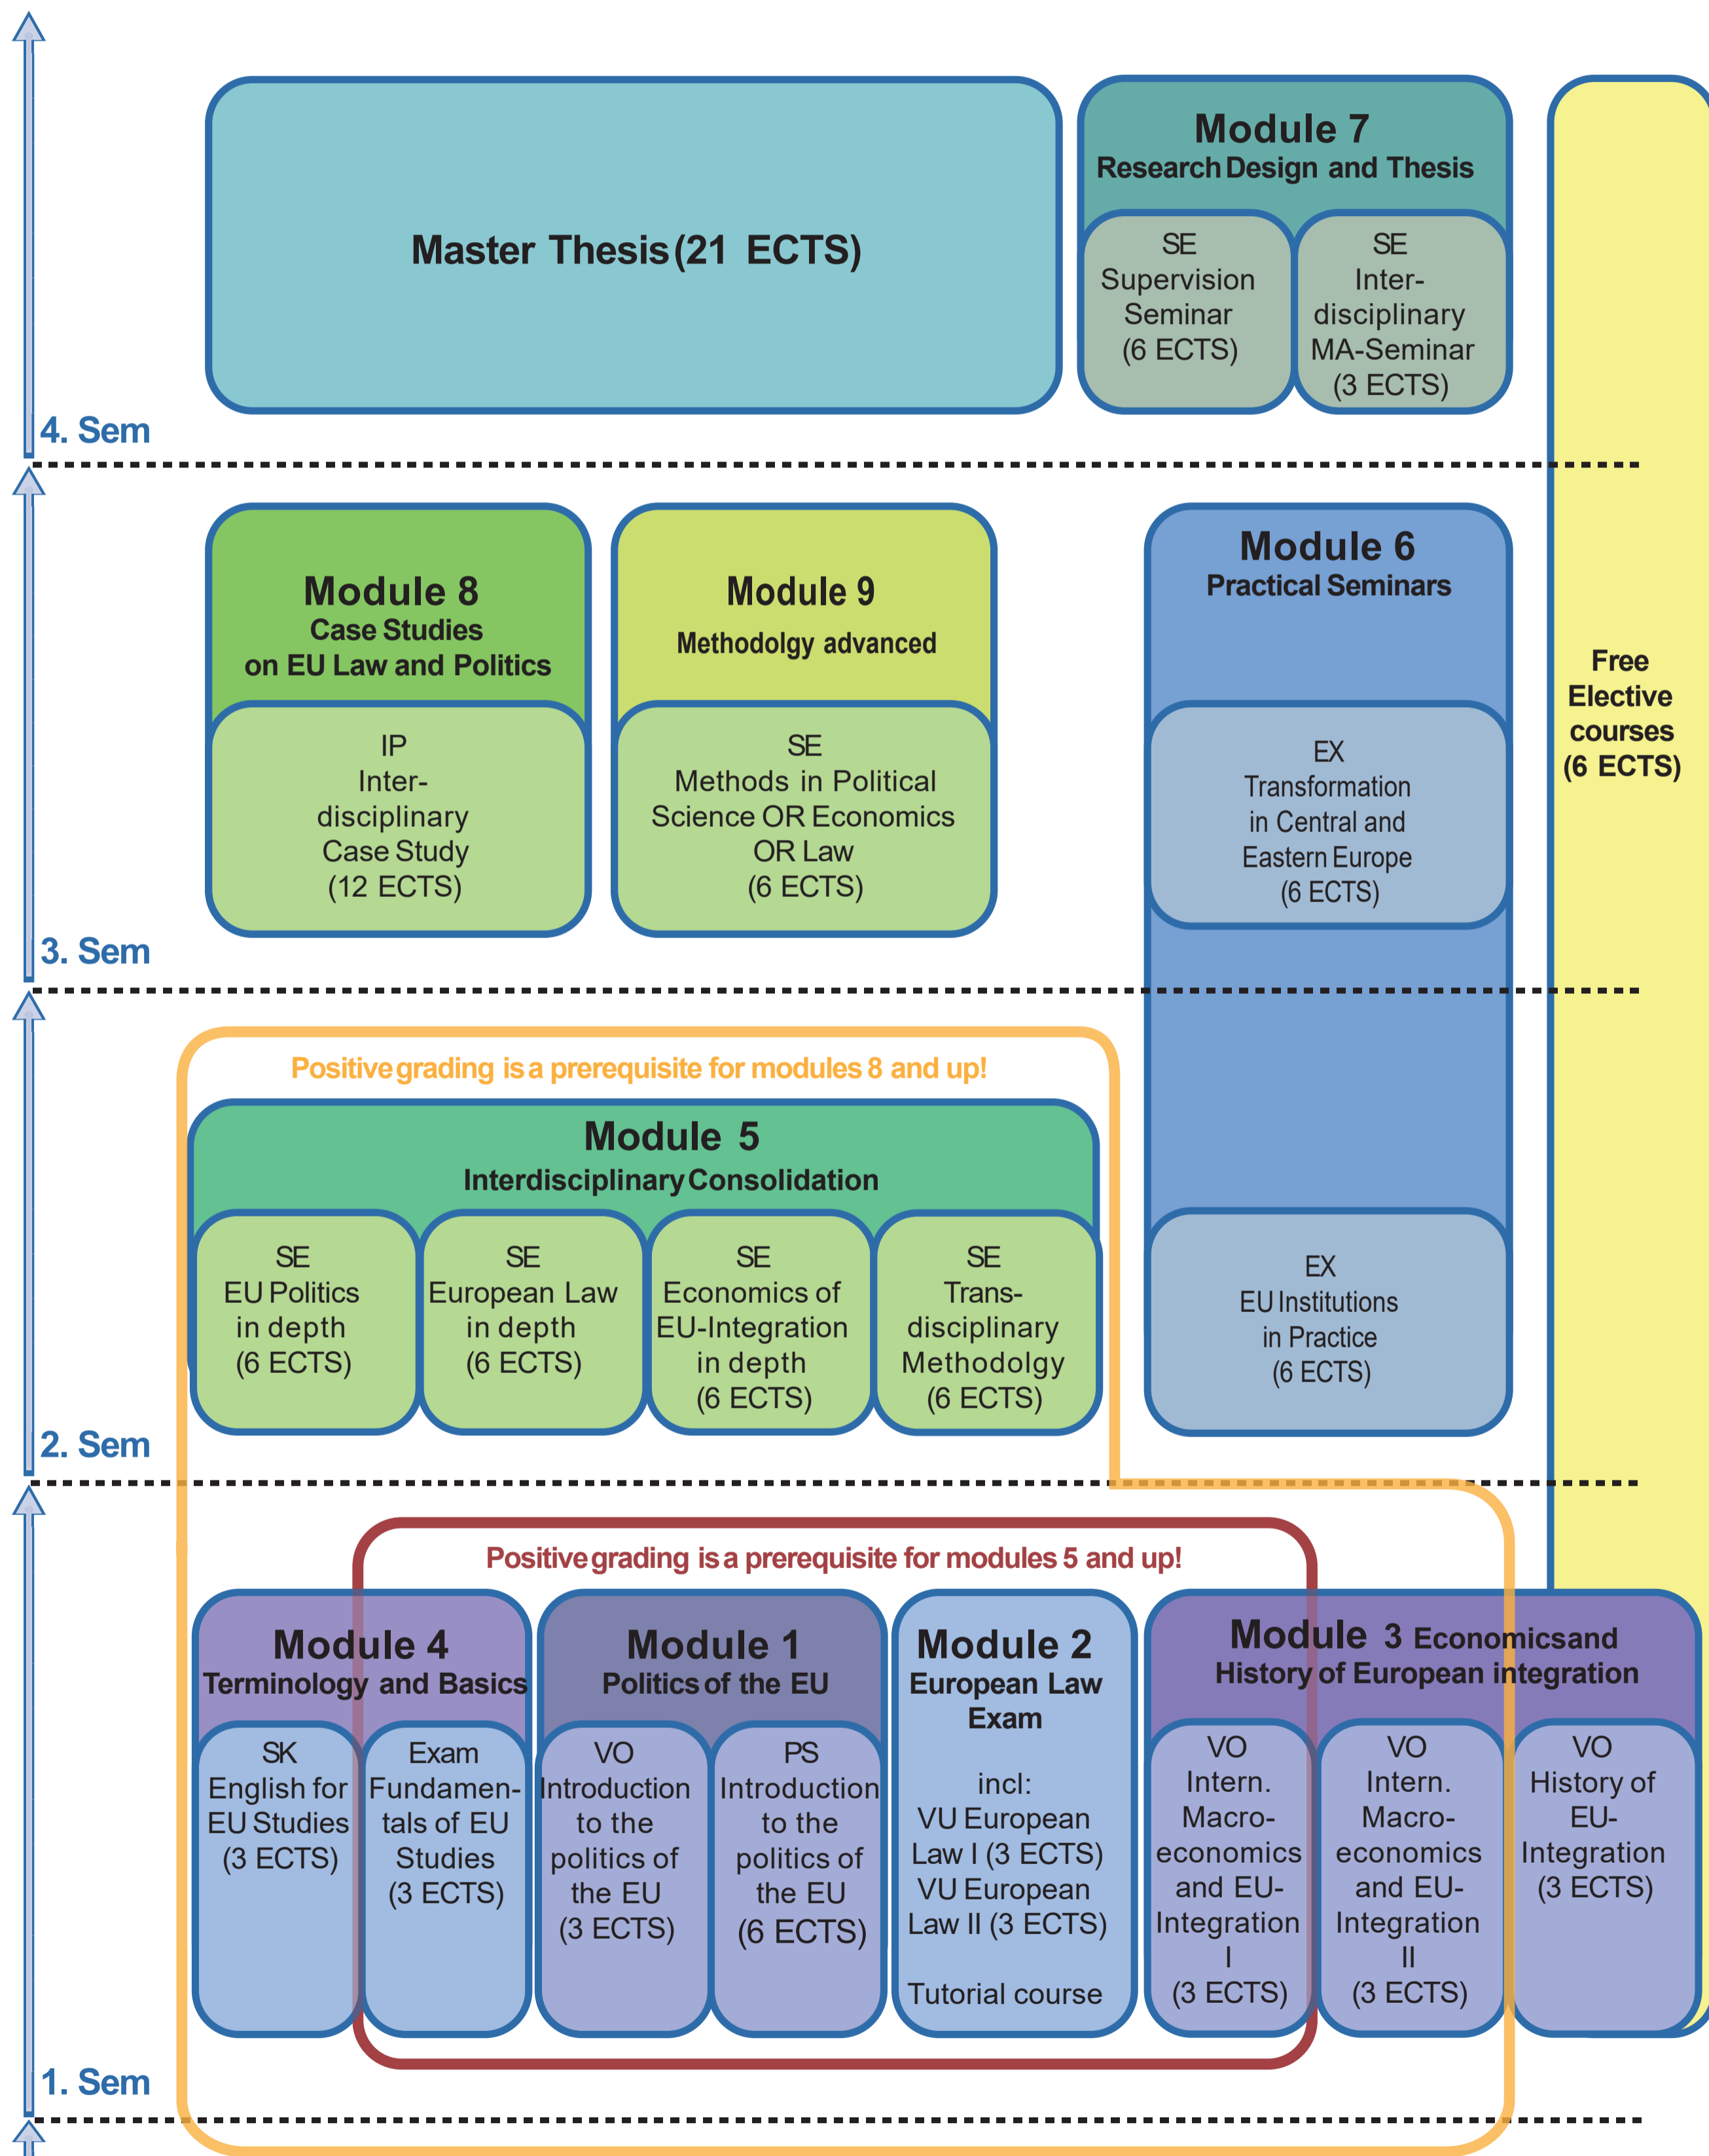 Master Thesis (21 ECTS)
Module 7
Research Design and Thesis
SE
Supervision
Seminar
(6 ECTS)
SE
Inter-
disciplinary
MA-Seminar
(3 ECTS)
4. Sem
Module 8
Case Studies
on EU Law and Politics
IP
Inter-
disciplinary
Case Study
(12 ECTS)
Module 9
Methodolgy advanced
SE
Methods in Political
Science OR Economics
OR Law
(6 ECTS)
Module 6
Practical Seminars
EX
Transformation
in Central and
Eastern Europe
(6 ECTS)
Free
Elective
courses
(6 ECTS)
3. Sem
Positive grading is a prerequisite for modules 8 and up!
Module 5
Interdisciplinary Consolidation
SE
EU Politics
in depth
(6 ECTS)
SE
European Law
in depth
(6 ECTS)
SE
Economics of
EU-Integration
in depth
(6 ECTS)
SE
Trans-
disciplinary
Methodolgy
(6 ECTS)
EX
EU Institutions
in Practice
(6 ECTS)
2. Sem
Positive grading is a prerequisite for modules 5 and up!
Module 4
Terminology and Basics
SK
English for
EU Studies
(3 ECTS)
Exam
Fundamen-
tals of EU
Studies
(3 ECTS)
Module 1
Politics of the EU
VO
Introduction
to the
politics of
the EU
(3 ECTS)
PS
Introduction
to the
politics of
the EU
(6 ECTS)
Module 2
European Law
Exam
incl:
VU European
Law I (3 ECTS)
VU European
Law II (3 ECTS)
Tutorial course
Module 3 Economics and
History of European integration
VO
Intern.
Macro-
economics
and EU-
Integration
I
(3 ECTS)
VO
Intern.
Macro-
economics
and EU-
Integration
II
(3 ECTS)
VO
History of
EU-
Integration
(3 ECTS)
1. Sem